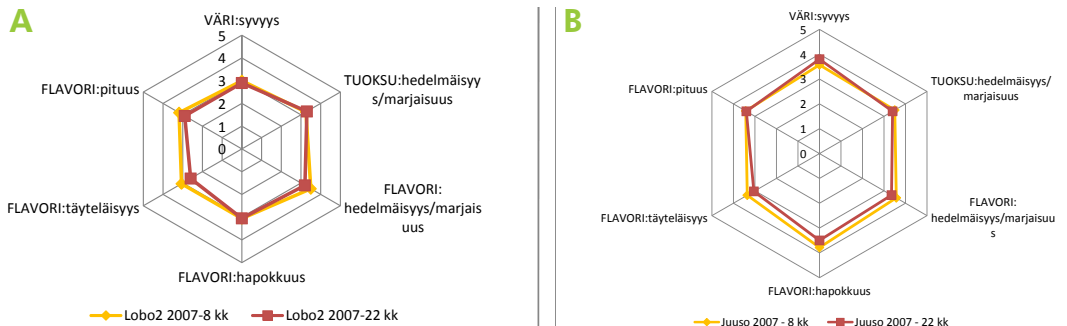 A
VÄRI:syvyys
5
4
3
2
1
0
TUOKSU:hedelmäisyy
s/marjaisuus
FLAVORI:
hedelmäisyys/marjais
uus
FLAVORI:hapokkuus
FLAVORI:täyteläisyys
FLAVORI:pituus
Lobo2 2007-8 kk
Lobo2 2007-22 kk
B
VÄRI:syvyys
5
4
3
2
1
0
TUOKSU:hedelmäisyys/
marjaisuus
FLAVORI:
hedelmäisyys/marjaisuu
s
FLAVORI:hapokkuus
FLAVORI:täyteläisyys
FLAVORI:pituus
Juuso 2007 - 8 kk
Juuso 2007 - 22 kk